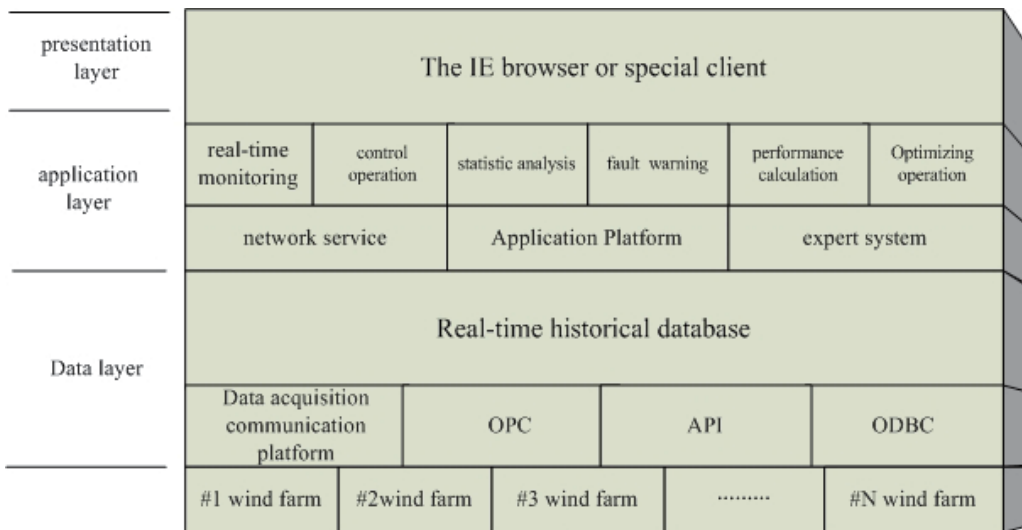 presentation
layer
The IE browser or special client
application
layer
real-time
monitoring
control
operation
statistic analysis
fault warning
performance
calculation
Optimizing
operation
network service
Application Platform
expert system
Data layer
Real-time historical database
Data acquisition
communication
platform
OPC
API
ODBC
#1 wind farm
#2wind farm
#3 wind farm
·········
#N wind farm